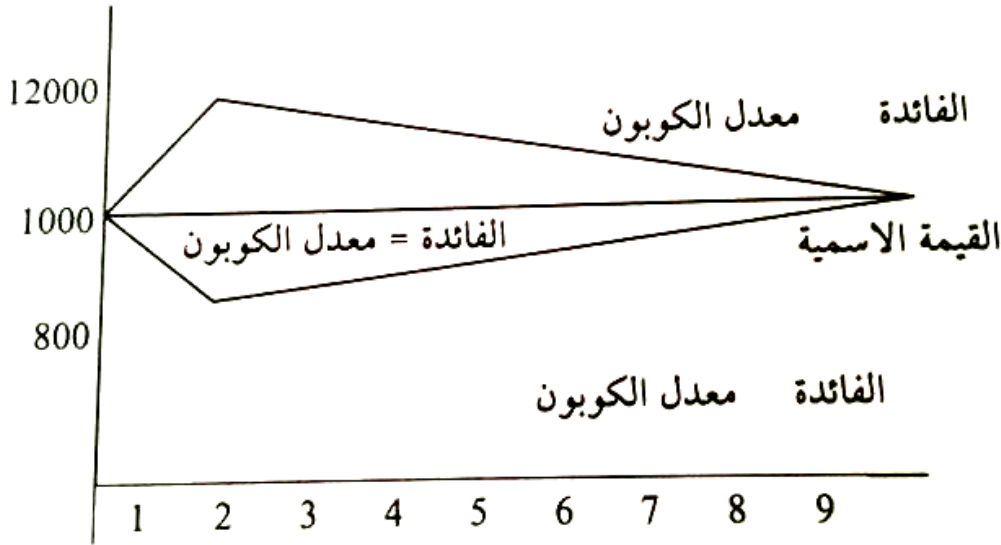 12000
الفائدة معدل الكوبون
1000
الفائدة = معدل الكوبون
القيمة الاسمية
800
الفائدة معدل الكوبون
1 2 3 4 5 6 7 8 9